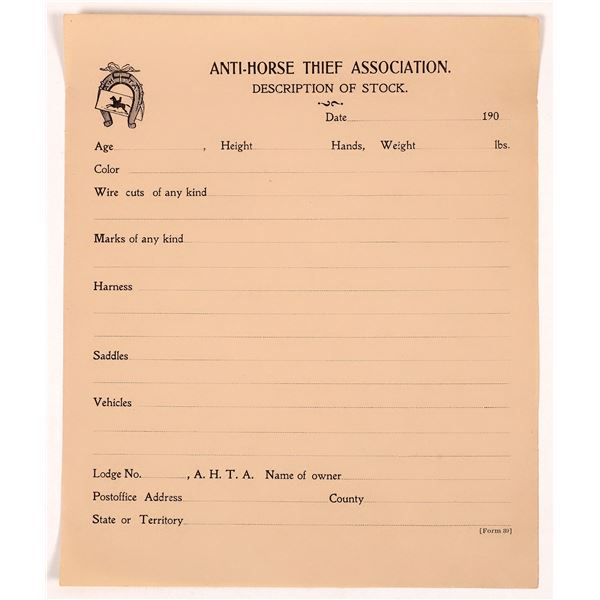 ANTI-HORSE THIEF ASSOCIATION.
DESCRIPTION OF STOCK.
Date 190
Age , Height Hands, Weight lbs.
Color
Wire cuts of any kind
Marks of any kind
Harness
Saddles
Vehicles
Lodge No. , A. H. T. A. Name of owner
Postoffice Address County
State or Territory
[Form 39]